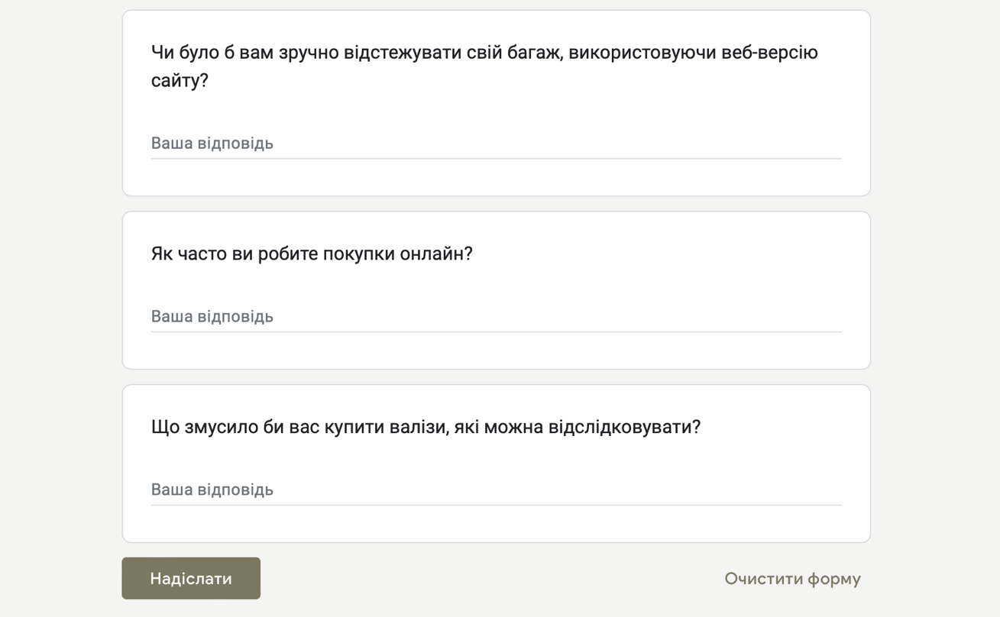 Чи було б вам зручно відстежувати свій багаж, використовуючи веб-версію
сайту?
Ваша відповідь
Як часто ви робите покупки онлайн?
Ваша відповідь
Що змусило би вас купити валізи, які можна відслідковувати?
Ваша відповідь
Надіслати
Очистити форму